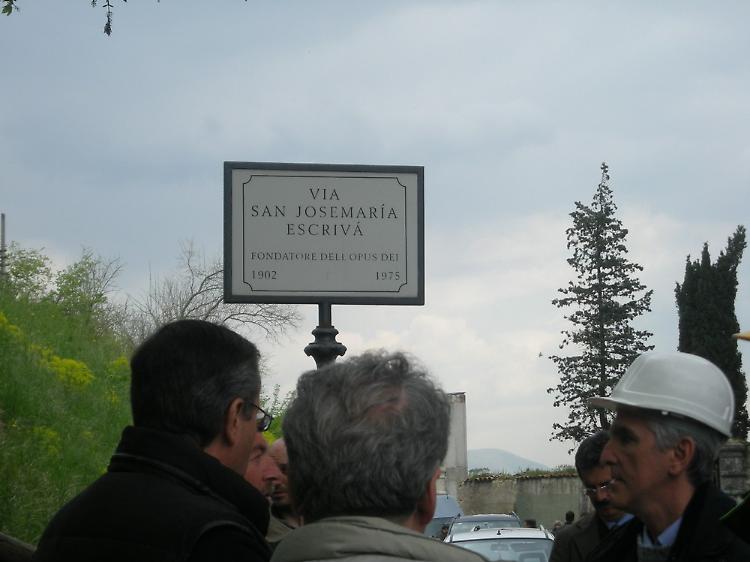 VIA
SAN JOSEMARÍA
ESCRIVÁ
FONDATORE DELL'OPUS DEI
1902 1975